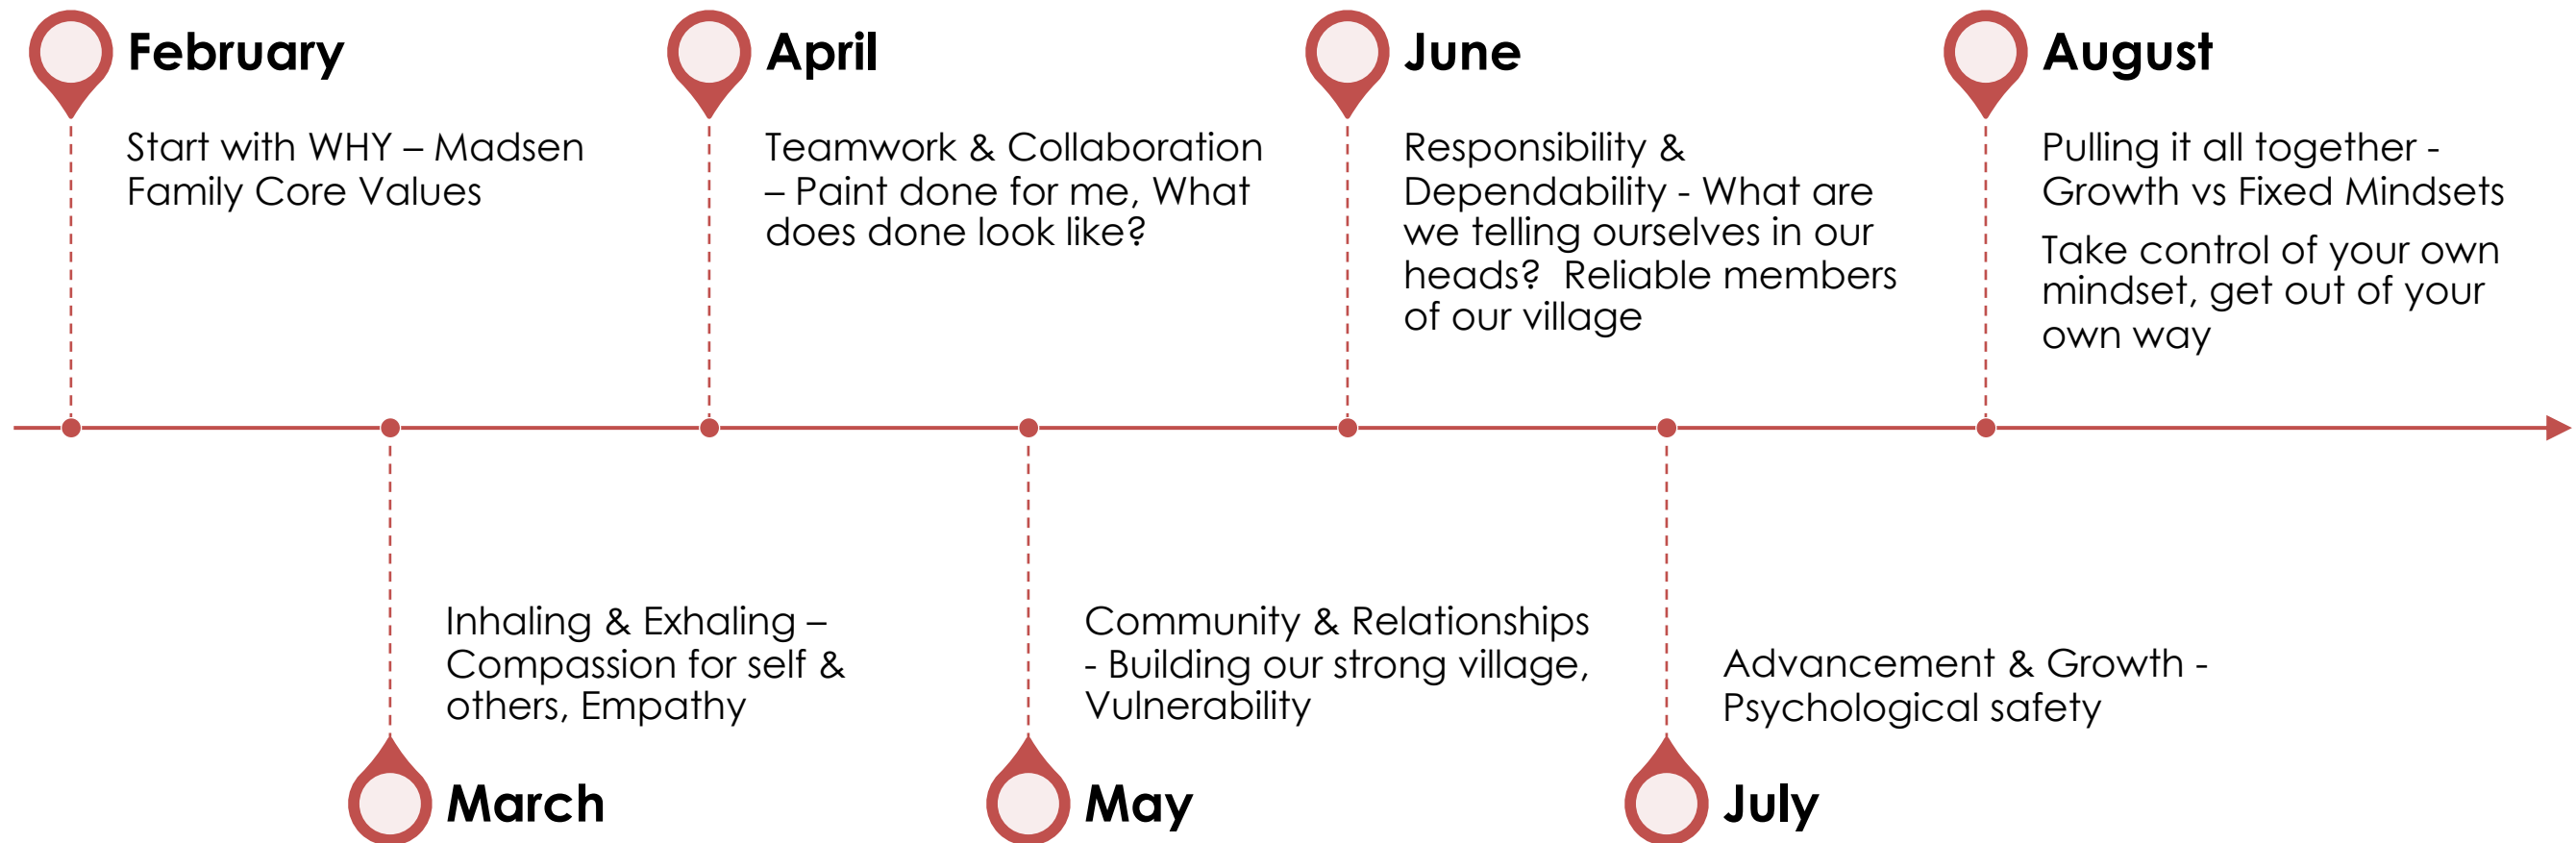 February
Start with WHY – Madsen
Family Core Values
March
Inhaling & Exhaling –
Compassion for self &
others, Empathy
April
Teamwork & Collaboration
– Paint done for me, What
does done look like?
May
Community & Relationships
- Building our strong village,
Vulnerability
June
Responsibility &
Dependability - What are
we telling ourselves in our
heads?  Reliable members
of our village
July
Advancement & Growth -
Psychological safety
August
Pulling it all together -
Growth vs Fixed Mindsets
Take control of your own
mindset, get out of your
own way